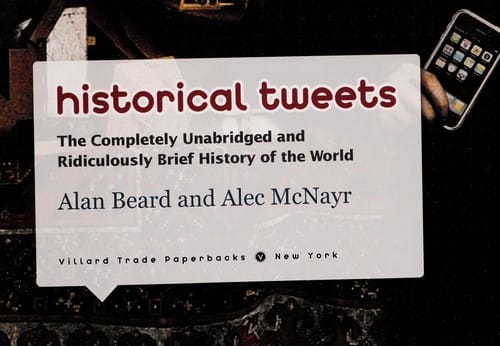 historical tweets
The Completely Unabridged and
Ridiculously Brief History of the World
Alan Beard and Alec McNayr
Villard Trade Paperbacks V New York